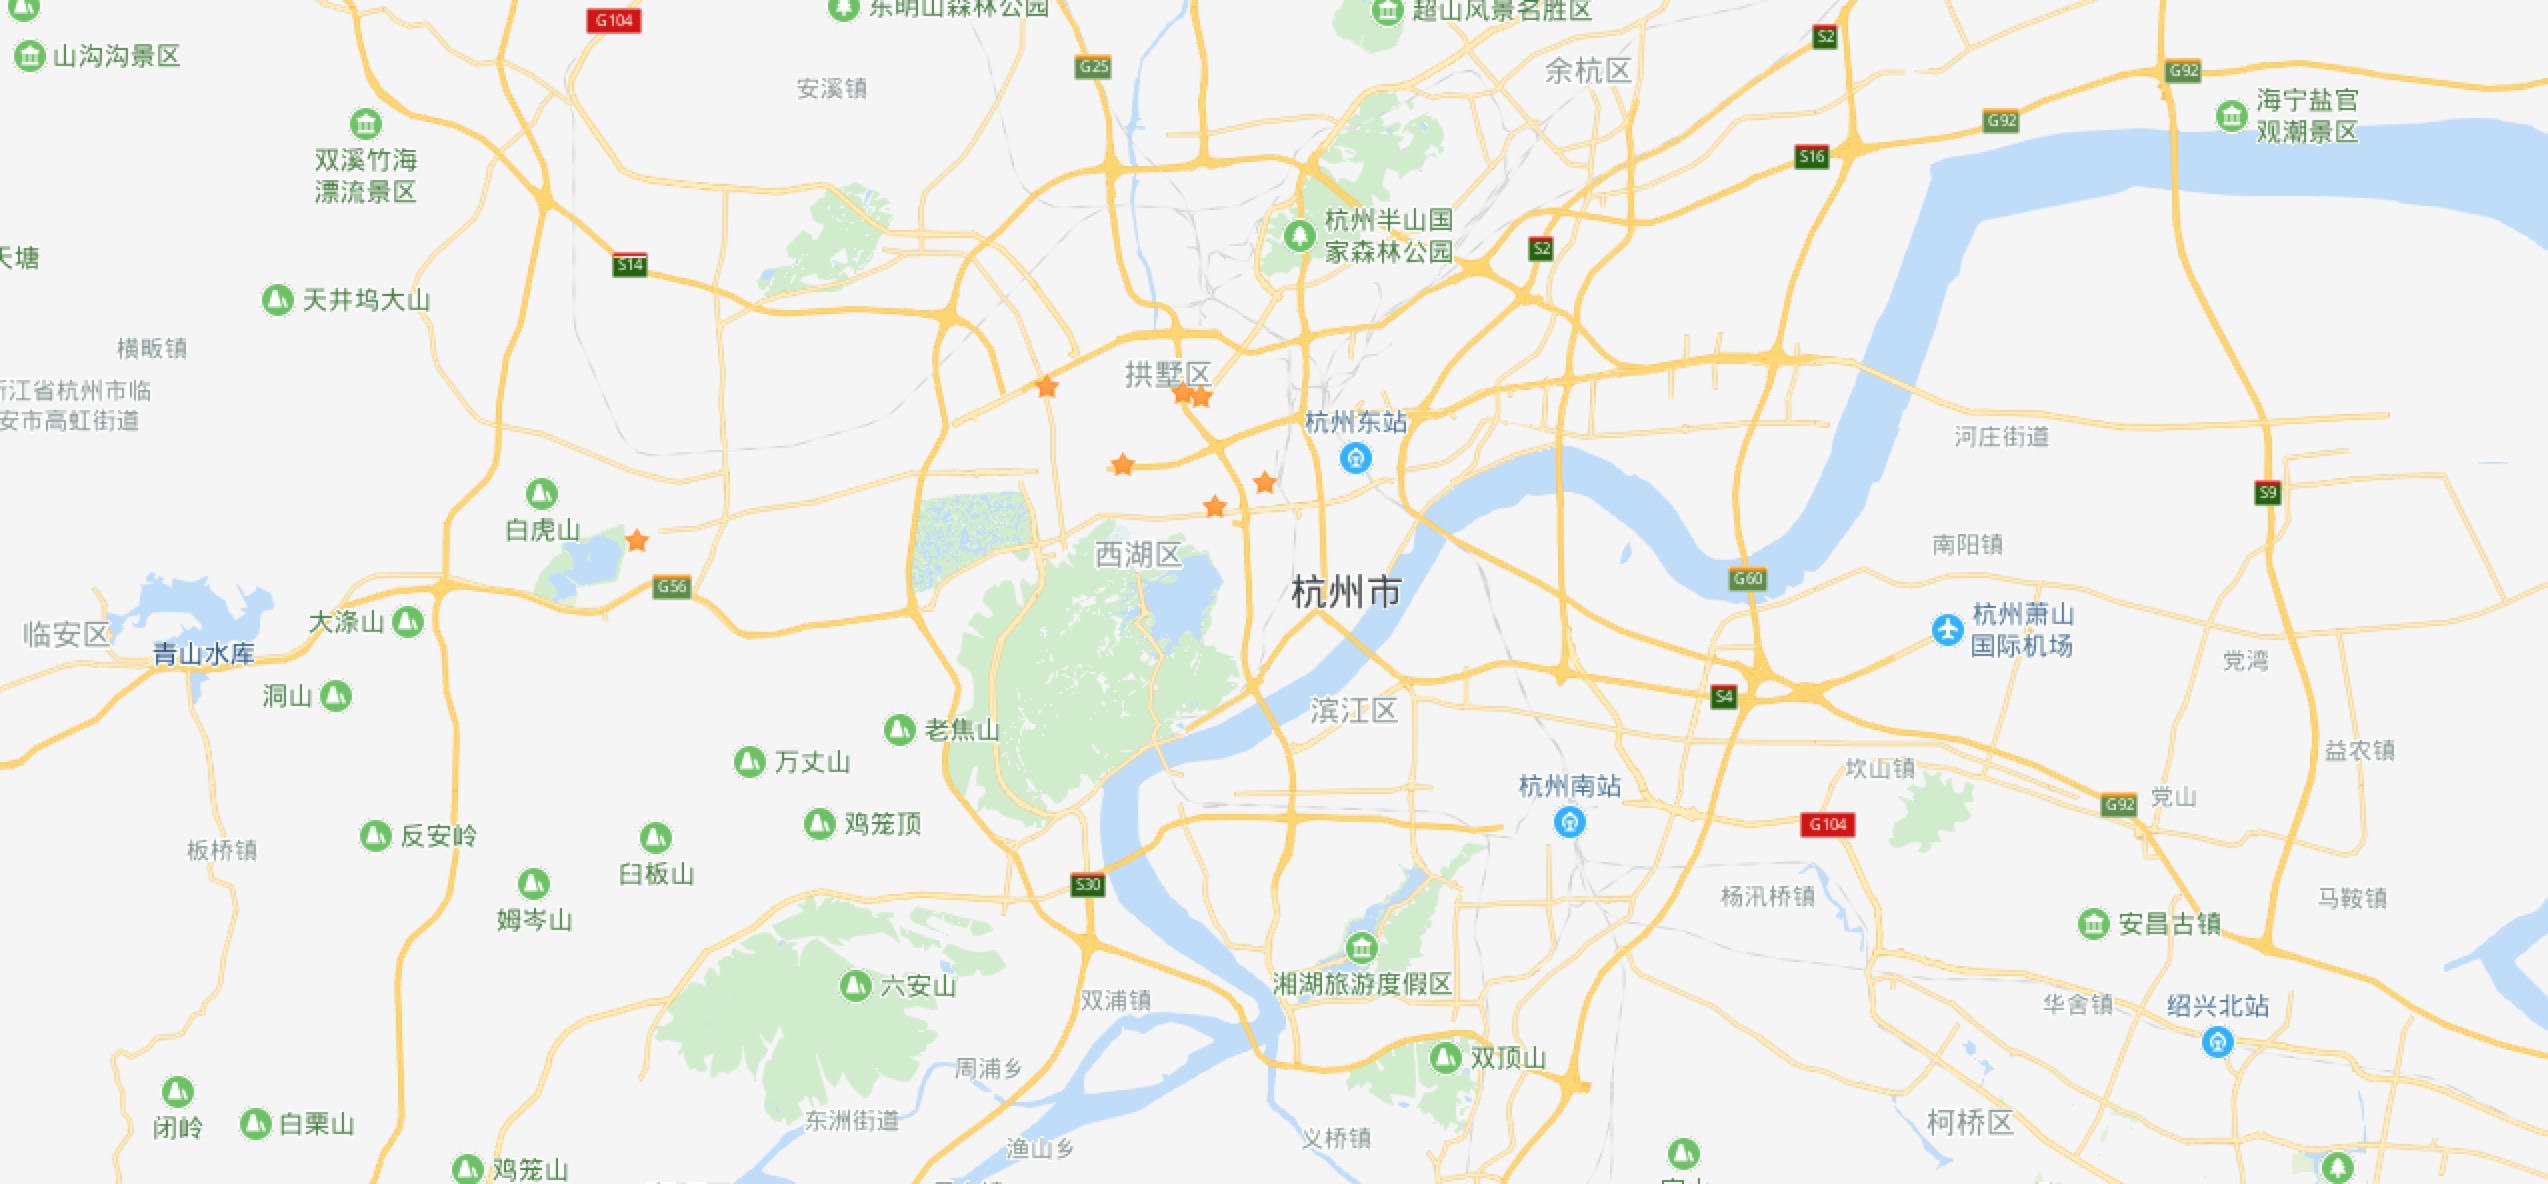 G104
东明山森林公园
超山风景名胜区
S2
山沟沟景区
G25
余杭区
G92
安溪镇
海宁盐官
观潮景区
G92
双溪竹海
漂流景区
S16
杭州半山国
家森林公园
S2
天塘
S14
天井坞大山
横畈镇
拱墅区
浙江省杭州市临
安市高虹街道
杭州东站
河庄街道
S9
白虎山
西湖区
南阳镇
G56
G60
杭州市
大涤山
临安区
杭州萧山
国际机场
青山水库
党湾
洞山
S4
滨江区
老焦山
万丈山
益农镇
坎山镇
杭州南站
党山
G92
鸡笼顶
G104
反安岭
板桥镇
臼板山
S30
杨汛桥镇
马鞍镇
姆岑山
安昌古镇
湘湖旅游度假区
六安山
双浦镇
华舍镇
绍兴北站
双顶山
周浦乡
闭岭
白栗山
东洲街道
柯桥区
渔山乡
义桥镇
鸡笼山